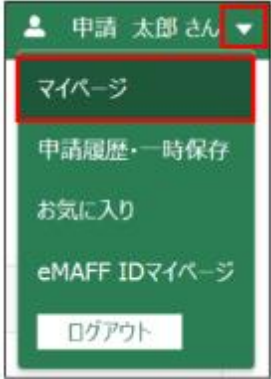 申請 太郎 さん
マイページ
申請履歴・一時保存
お気に入り
eMAFF IDマイページ
ログアウト